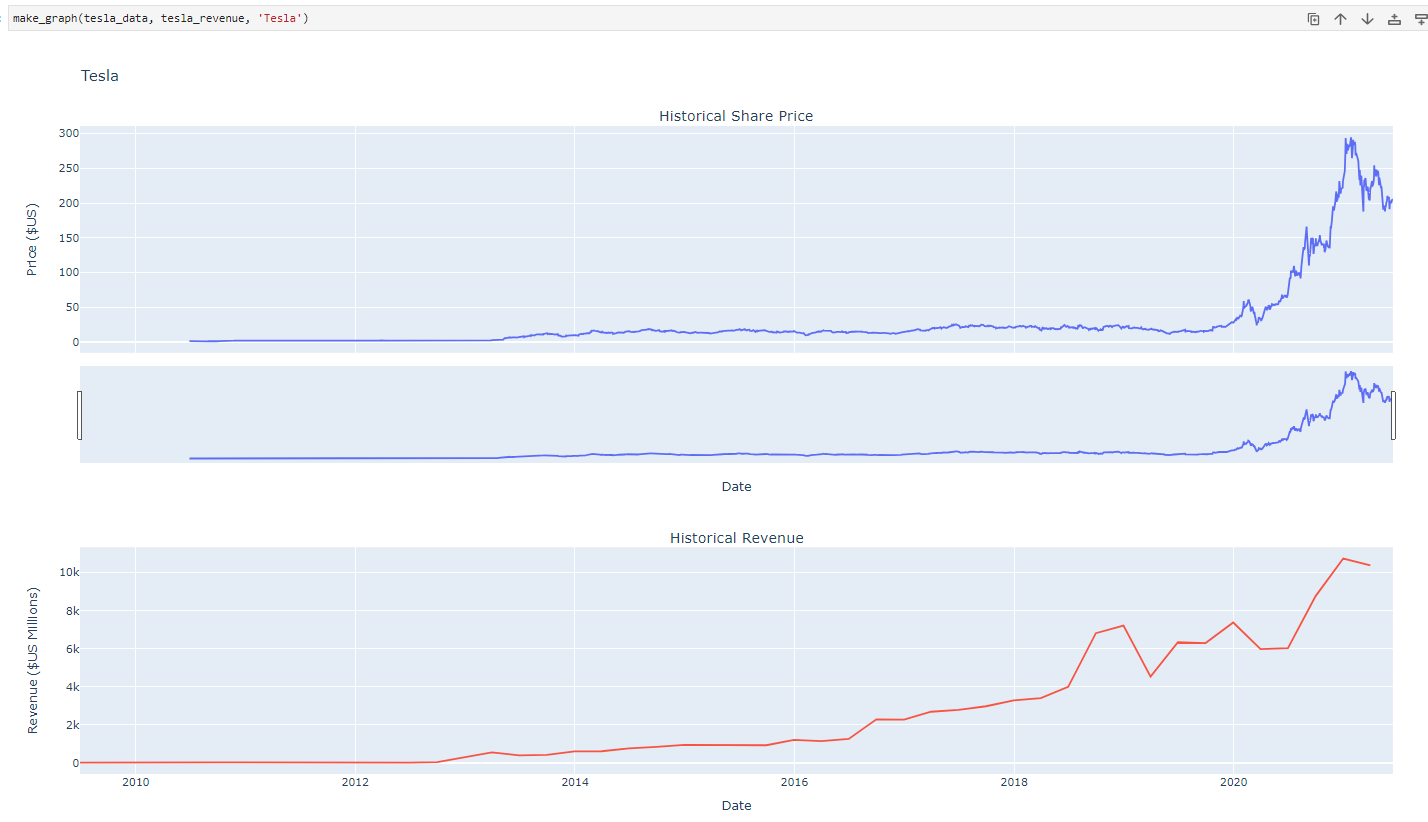 make_graph(tesla_data, tesla_revenue, 'Tesla')
Tesla
Historical Share Price
300
250
200
150
100
50
0
Price ($US)
Date
Historical Revenue
10k
8k
6k
4k
2k
0
Revenue ($US Millions)
2010 2012 2014 2016 2018 2020
Date